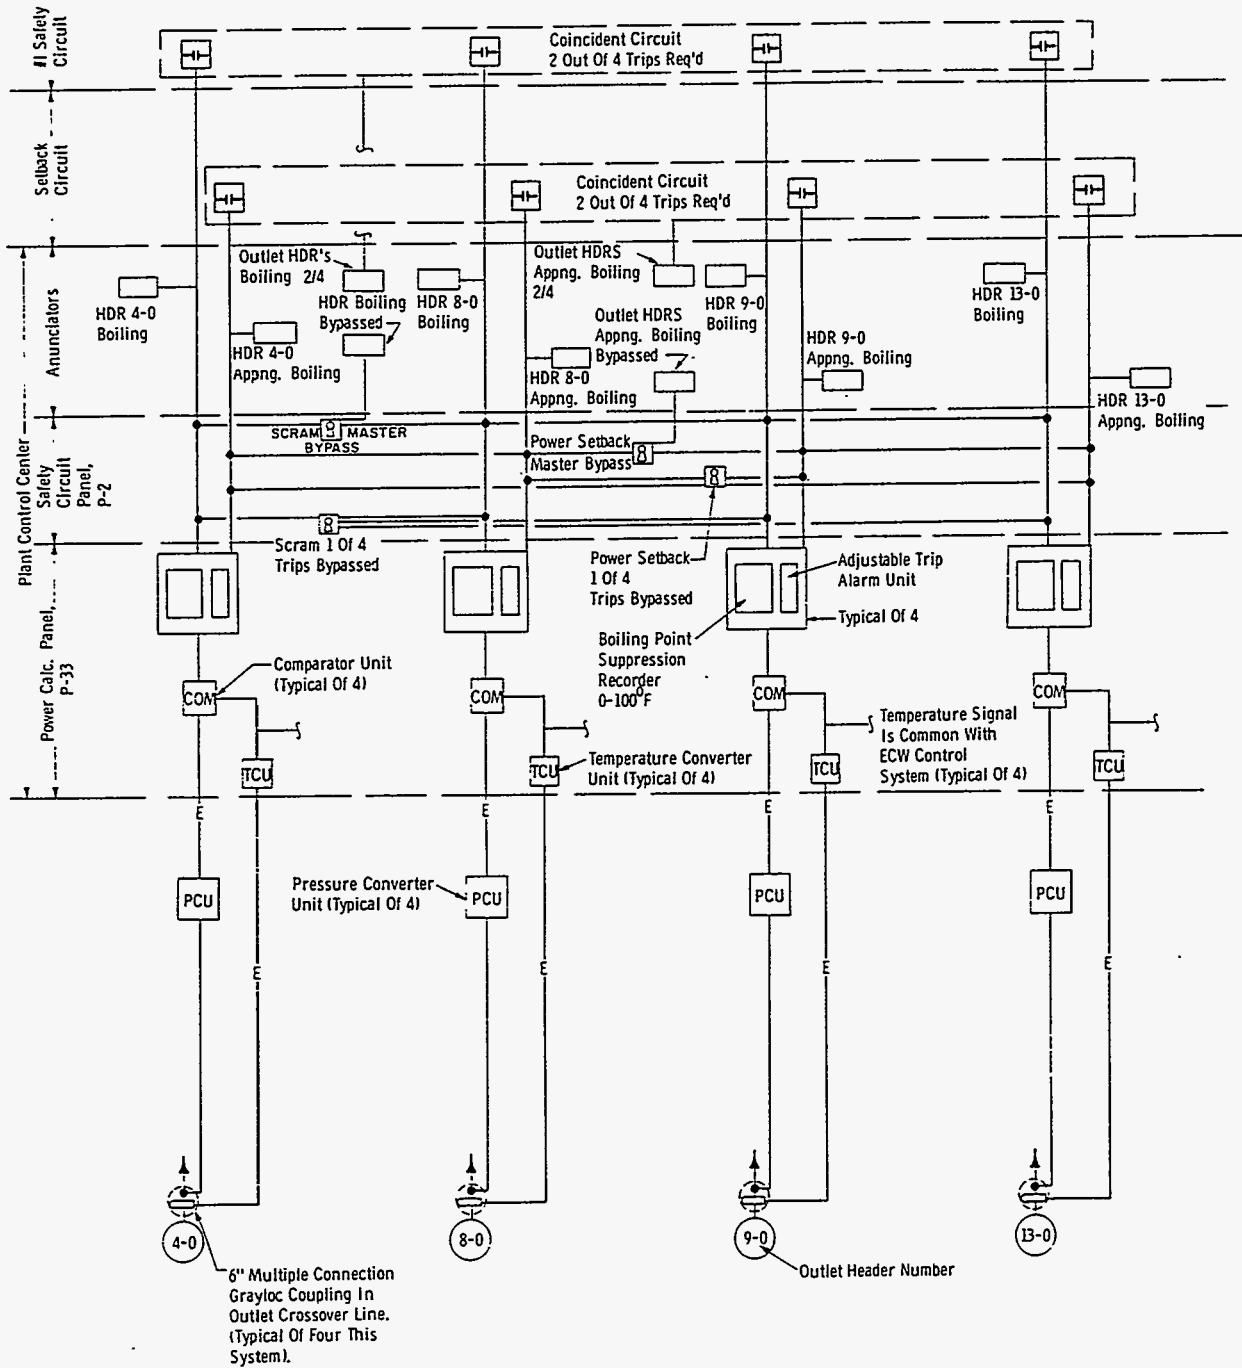 #1 Safety
Circuit
Coincident Circuit
2 Out Of 4 Trips Req'd
Setback
Circuit
Coincident Circuit
2 Out Of 4 Trips Req'd
Plant Control Center
Anunciators
Outlet HDR's
Boiling 2/4
HDR 4-0
Boiling
HDR Boiling
Bypassed
HDR 8-0
Boiling
Outlet HDRS
Appng. Boiling
2/4
HDR 9-0
Boiling
HDR 13-0
Boiling
Outlet HDRS
Appng. Boiling
Bypassed
HDR 4-0
Appng. Boiling
HDR 8-0
Appng. Boiling
HDR 9-0
Appng. Boiling
HDR 13-0
Appng. Boiling
Safety
Circuit
Panel,
P-2
SCRAM MASTER
BYPASS
Power Setback
Master Bypass
Scram 1 Of 4
Trips Bypassed
Power Setback
1 Of 4
Trips Bypassed
Adjustable Trip
Alarm Unit
Typical Of 4
Boiling Point
Suppression
Recorder
0-100°F
Power Calc. Panel,
P-33
Comparator Unit
(Typical Of 4)
COM
COM
COM
COM
Temperature Signal
Is Common With
ECW Control
System (Typical Of 4)
TCU
TCU
TCU
TCU
Temperature Converter
Unit (Typical Of 4)
E
E
E
E
PCU
PCU
PCU
PCU
Pressure Converter
Unit (Typical Of 4)
E
E
E
E
4-0
8-0
9-0
13-0
Outlet Header Number
6" Multiple Connection
Grayloc Coupling In
Outlet Crossover Line.
(Typical Of Four This
System).